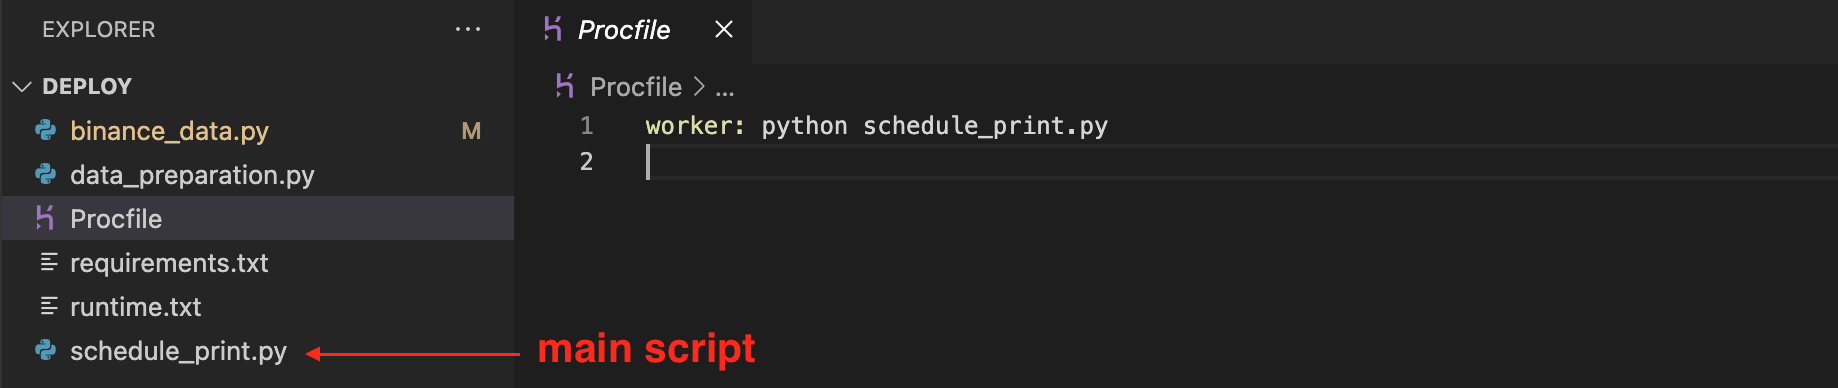 EXPLORER
...
DEPLOY
binance_data.py M
data_preparation.py
Procfile
requirements.txt
runtime.txt
schedule_print.py
main script
Procfile
Procfile > ...
1 worker: python schedule_print.py
2